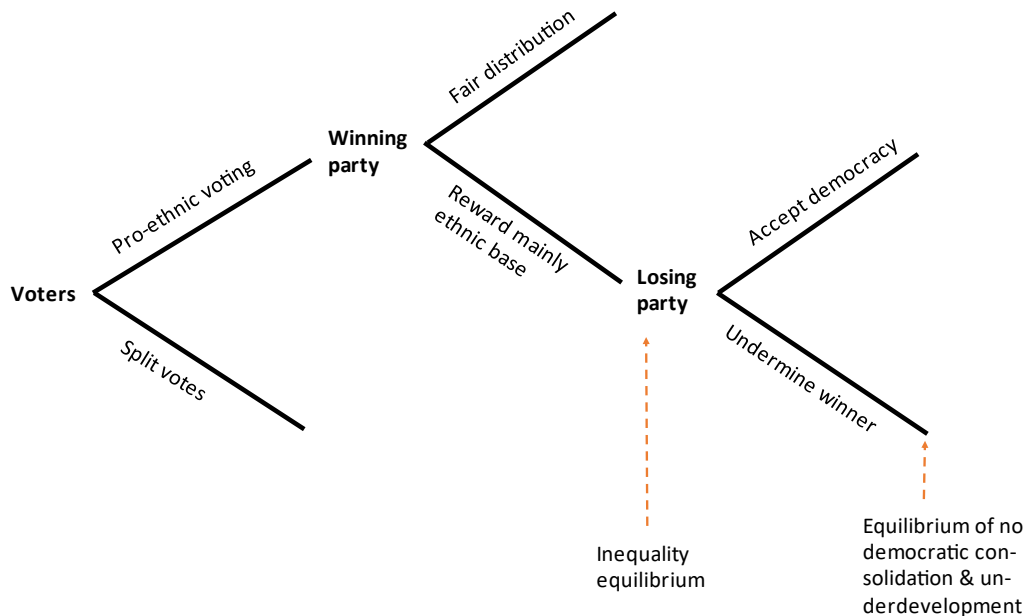 Fair distribution
Winning
party
Pro-ethnic voting
Reward mainly
ethnic base
Accept democracy
Voters
Losing
party
Split votes
Undermine winner
Inequality
equilibrium
Equilibrium of no
democratic con-
solidation & un-
derdevelopment